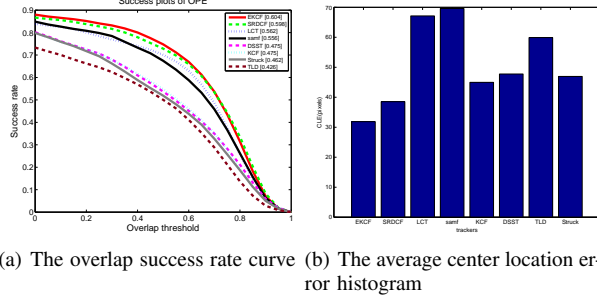 Success plots of OPE
EKCF [0.604]
SRDCF [0.598]
LCT [0.562]
samf [0.556]
DSST [0.475]
KCF [0.475]
Struck [0.462]
TLD [0.426]
0.9
0.8
0.7
0.6
0.5
0.4
0.3
0.2
0.1
0
Success rate
0 0.2 0.4 0.6 0.8 1
Overlap threshold
70
60
50
40
30
20
10
0
CLE(pixels)
EKCF SRDCF LCT samf KCF DSST TLD Struck
trackers
(a) The overlap success rate curve
(b) The average center location er-
ror histogram